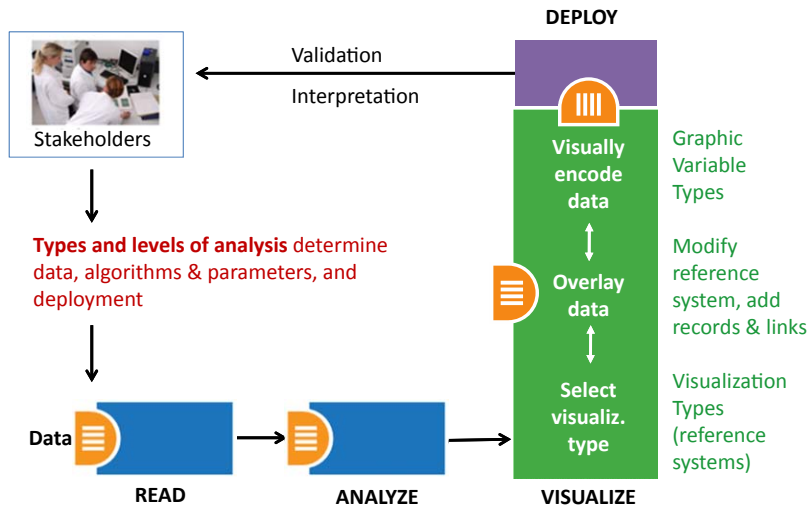 DEPLOY
Validation
Interpretation
Stakeholders
Types and levels of analysis determine
data, algorithms & parameters, and
deployment
Visually
encode
data
Graphic
Variable
Types
Overlay
data
Modify
reference
system, add
records & links
Select
visualiz.
type
Visualization
Types
(reference
systems)
Data
READ
ANALYZE
VISUALIZE